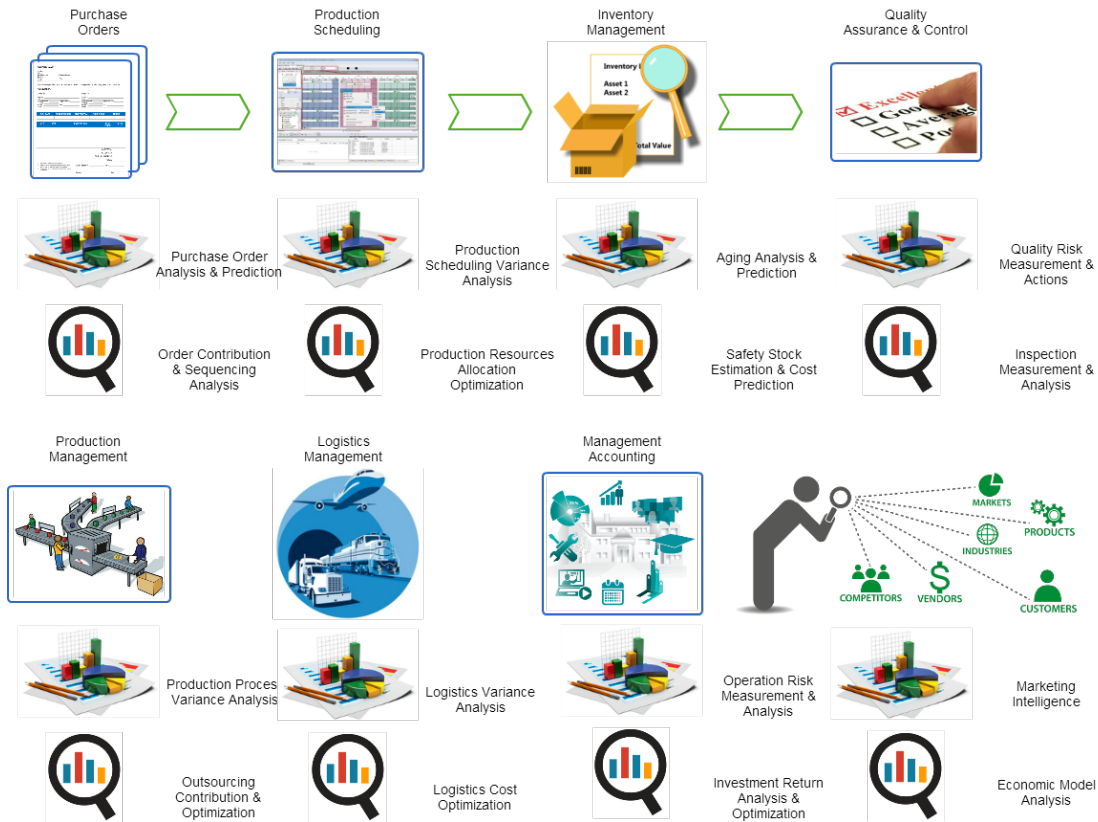 Purchase
Orders
Production
Scheduling
Inventory
Management
Quality
Assurance & Control
Inventory
Asset 1
Asset 2
Total Value
Excellen
Good
Average
Poo
Purchase Order
Analysis & Prediction
Production
Scheduling Variance
Analysis
Aging Analysis &
Prediction
Quality Risk
Measurement &
Actions
Order Contribution
& Sequencing
Analysis
Production Resources
Allocation
Optimization
Safety Stock
Estimation & Cost
Prediction
Inspection
Measurement &
Analysis
Production
Management
Logistics
Management
Management
Accounting
MARKETS
PRODUCTS
INDUSTRIES
COMPETITORS
VENDORS
CUSTOMERS
Production Proces
Variance Analysis
Logistics Variance
Analysis
Operation Risk
Measurement &
Analysis
Marketing
Intelligence
Outsourcing
Contribution &
Optimization
Logistics Cost
Optimization
Investment Return
Analysis &
Optimization
Economic Model
Analysis